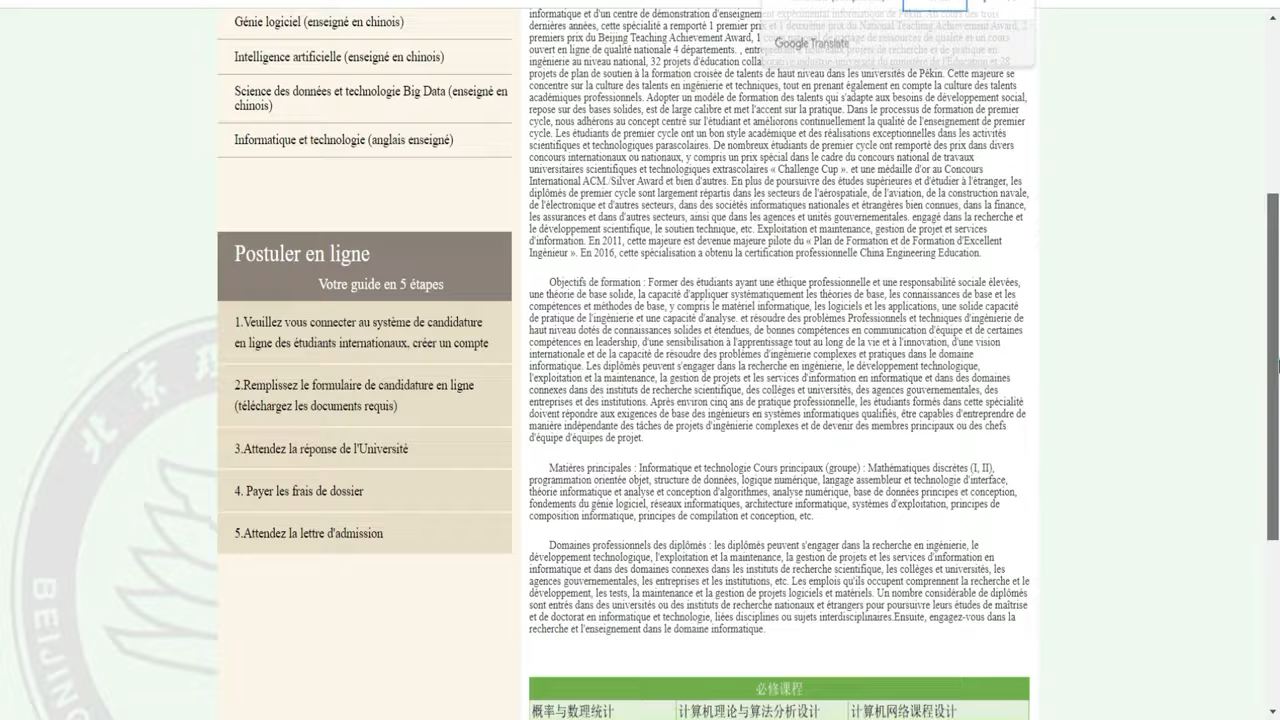 Génie logiciel (enseigné en chinois)
Intelligence artificielle (enseigné en chinois)
Science des données et technologie Big Data (enseigné en
chinois)
Informatique et technologie (anglais enseigné)
Postuler en ligne
Votre guide en 5 étapes
1.Veuillez vous connecter au système de candidature
en ligne des étudiants internationaux, créer un compte
2.Remplissez le formulaire de candidature en ligne
(téléchargez les documents requis)
3.Attendez la réponse de l'Université
4. Payer les frais de dossier
5.Attendez la lettre d'admission
北京
BEIJING
Google Translate
informatique et d'un centre de démonstration d'enseignement expérimental informatique de Pékin. Au cours des trois
dernières années, cette spécialité a remporté 1 premier prix et 1 deuxième prix du National Teaching Achievement Award, 2
premiers prix du Beijing Teaching Achievement Award, 1 cours national de partage de ressources de qualité et un cours
ouvert en ligne de qualité nationale 4 départements. , entreprendre 2 nouveaux projets de recherche et de pratique en
ingénierie au niveau national, 32 projets d'éducation collaborative industrie-université du ministère de l'Éducation et 28
projets de plan de soutien à la formation croisée de talents de haut niveau dans les universités de Pékin. Cette majeure se
concentre sur la culture des talents en ingénierie et techniques, tout en prenant également en compte la culture des talents
académiques professionnels. Adopter un modèle de formation des talents qui s'adapte aux besoins de développement social,
repose sur des bases solides, est de large calibre et met l'accent sur la pratique. Dans le processus de formation de premier
cycle, nous adhérons au concept centré sur l'étudiant et améliorons continuellement la qualité de l'enseignement de premier
cycle. Les étudiants de premier cycle ont un bon style académique et des réalisations exceptionnelles dans les activités
scientifiques et technologiques parascolaires. De nombreux étudiants de premier cycle ont remporté des prix dans divers
concours internationaux ou nationaux, y compris un prix spécial dans le cadre du concours national de travaux
universitaires scientifiques et technologiques extrascolaires « Challenge Cup ». et une médaille d'or au Concours
International ACM./Silver Award et bien d'autres. En plus de poursuivre des études supérieures et d'étudier à l'étranger, les
diplômés de premier cycle sont largement répartis dans les secteurs de l'aérospatiale, de l'aviation, de la construction navale,
de l'électronique et d'autres secteurs, dans des sociétés informatiques nationales et étrangères bien connues, dans la finance,
les assurances et dans d'autres secteurs, ainsi que dans les agences et unités gouvernementales. engagé dans la recherche et
le développement scientifique, le soutien technique, etc. Exploitation et maintenance, gestion de projet et services
d'information. En 2011, cette majeure est devenue majeure pilote du « Plan de Formation et de Formation d'Excellent
Ingénieur ». En 2016, cette spécialisation a obtenu la certification professionnelle China Engineering Education.
Objectifs de formation : Former des étudiants ayant une éthique professionnelle et une responsabilité sociale élevées,
une théorie de base solide, la capacité d'appliquer systématiquement les théories de base, les connaissances de base et les
compétences et méthodes de base, y compris le matériel informatique, les logiciels et les applications, une solide capacité
de pratique de l'ingénierie et une capacité d'analyse. et résoudre des problèmes Professionnels et techniques d'ingénierie de
haut niveau dotés de connaissances solides et étendues, de bonnes compétences en communication d'équipe et de certaines
compétences en leadership, d'une sensibilisation à l'apprentissage tout au long de la vie et à l'innovation, d'une vision
internationale et de la capacité de résoudre des problèmes d'ingénierie complexes et pratiques dans le domaine
informatique. Les diplômés peuvent s'engager dans la recherche en ingénierie, le développement technologique,
l'exploitation et la maintenance, la gestion de projets et les services d'information en informatique et dans des domaines
connexes dans des instituts de recherche scientifique, des collèges et universités, des agences gouvernementales, des
entreprises et des institutions. Après environ cinq ans de pratique professionnelle, les étudiants formés dans cette spécialité
doivent répondre aux exigences de base des ingénieurs en systèmes informatiques qualifiés, être capables d'entreprendre de
manière indépendante des tâches de projets d'ingénierie complexes et de devenir des membres principaux ou des chefs
d'équipe d'équipes de projet.
Matières principales : Informatique et technologie Cours principaux (groupe) : Mathématiques discrètes (I, II),
programmation orientée objet, structure de données, logique numérique, langage assembleur et technologie d'interface,
théorie informatique et analyse et conception d'algorithmes, analyse numérique, base de données principes et conception,
fondements du génie logiciel, réseaux informatiques, architecture informatique, systèmes d'exploitation, principes de
composition informatique, principes de compilation et conception, etc.
Domaines professionnels des diplômés : les diplômés peuvent s'engager dans la recherche en ingénierie, le
développement technologique, l'exploitation et la maintenance, la gestion de projets et les services d'information en
informatique et dans des domaines connexes dans les instituts de recherche scientifique, les collèges et universités, les
agences gouvernementales, les entreprises et les institutions, etc. Les emplois qu'ils occupent comprennent la recherche et le
développement, les tests, la maintenance et la gestion de projets logiciels et matériels. Un nombre considérable de diplômés
sont entrés dans des universités ou des instituts de recherche nationaux et étrangers pour poursuivre leurs études de maîtrise
et de doctorat en informatique et technologie, liées disciplines ou sujets interdisciplinaires.Ensuite, engagez-vous dans la
recherche et l'enseignement dans le domaine informatique.
必修课程
概率与数理统计 计算机理论与算法分析设计 计算机网络课程设计